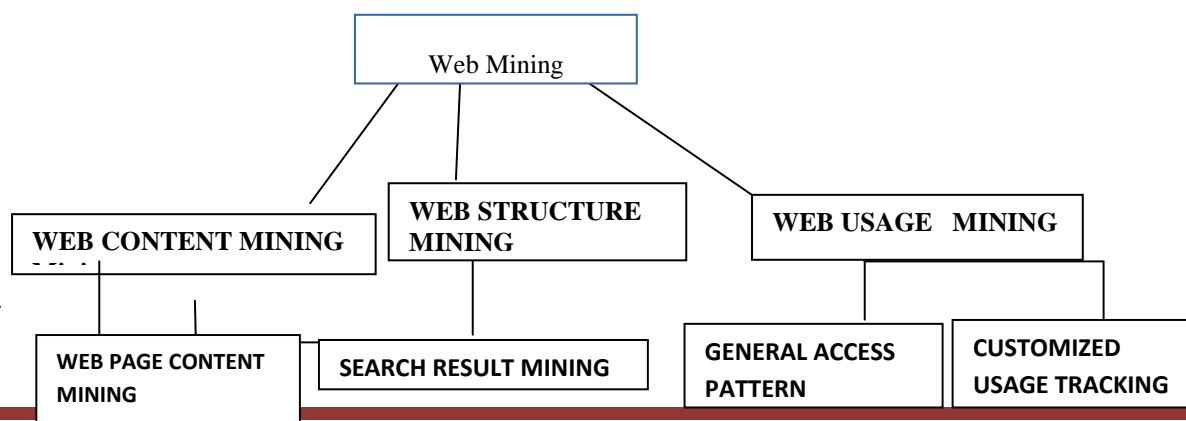 Web Mining
WEB CONTENT MINING
WEB STRUCTURE
MINING
WEB USAGE MINING
WEB PAGE CONTENT
MINING
SEARCH RESULT MINING
GENERAL ACCESS
PATTERN
CUSTOMIZED
USAGE TRACKING